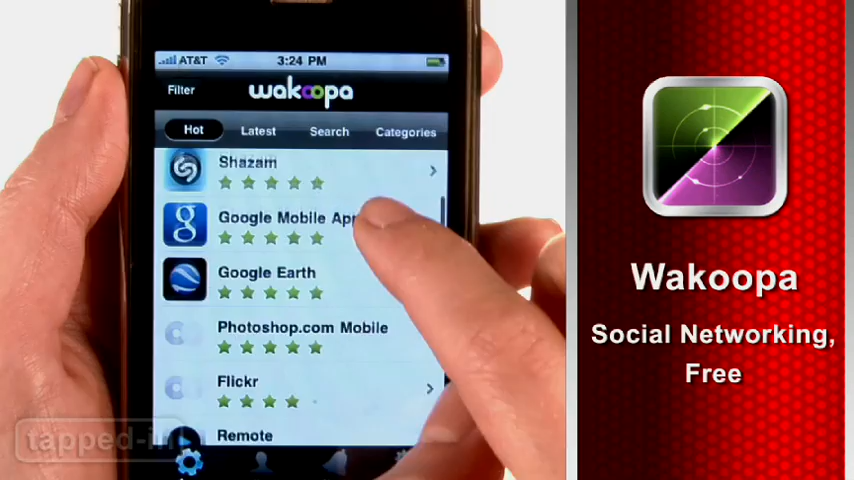 AT&T
3:24 PM
Filter
wakoopa
Hot
Latest
Search
Categories
Shazam
Google Mobile App
Google Earth
Photoshop.com Mobile
Flickr
Remote
tapped-in
Wakoopa
Social Networking,
Free